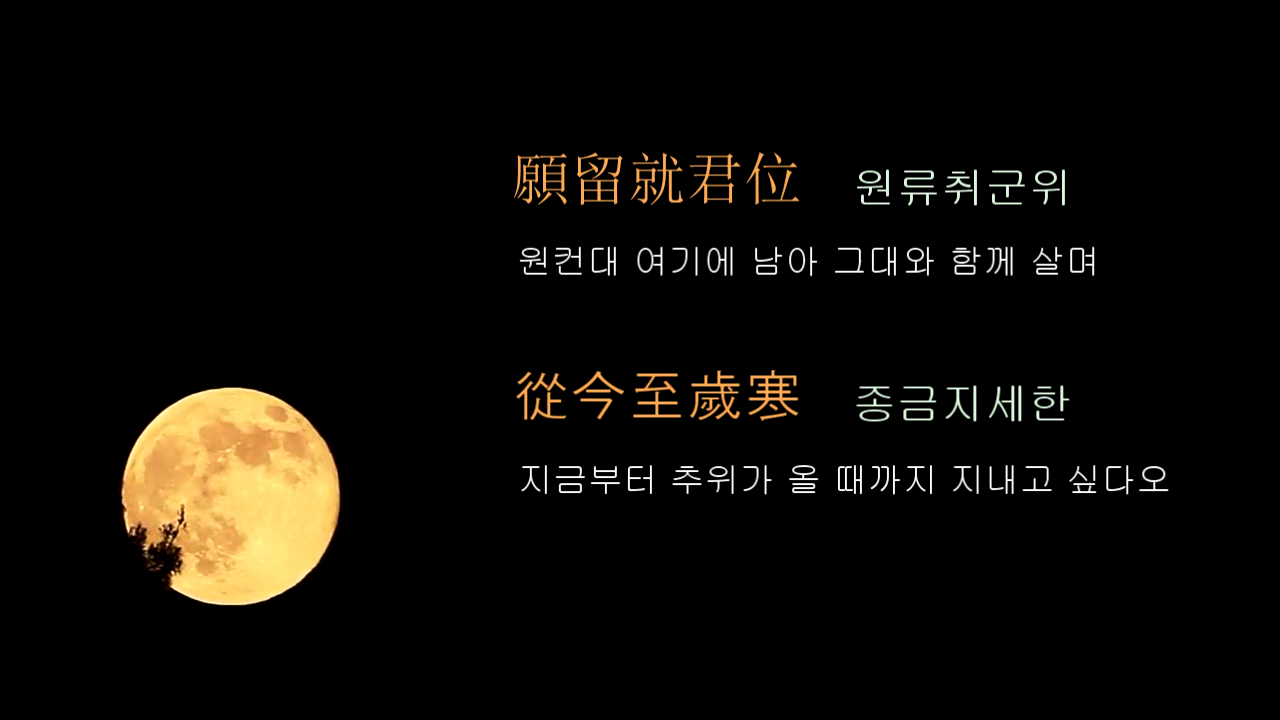 願留就君位 원류취군위
원컨대 여기에 남아 그대와 함께 살며
從今至歲寒 종금지세한
지금부터 추위가 올 때까지 지내고 싶다오